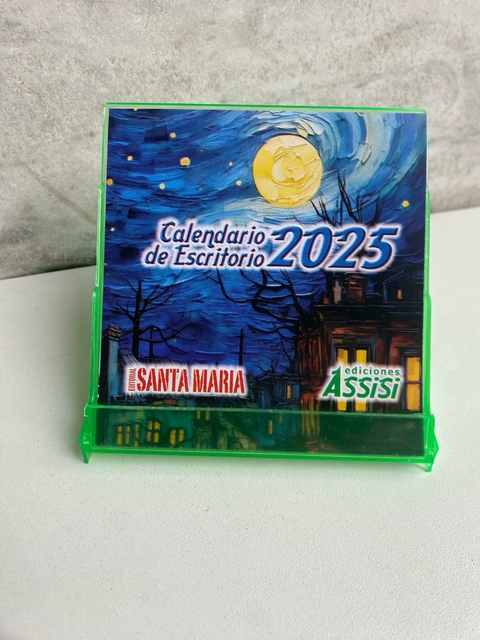 Calendario
de Escritorio 2025
EDITORIAL SANTA MARIA
ediciones
ASSISI